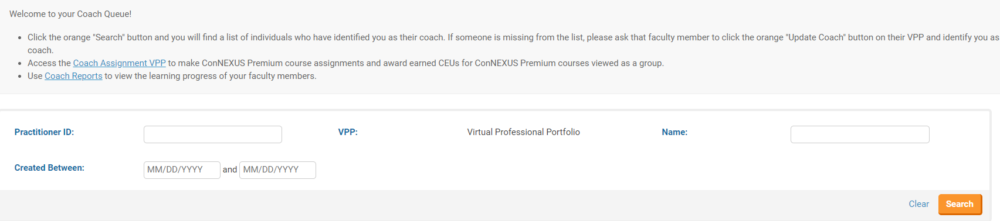 Welcome to your Coach Queue!
Click the orange "Search" button and you will find a list of individuals who have identified you as their coach. If someone is missing from the list, please ask that faculty member to click the orange "Update Coach" button on their VPP and identify you as
coach.
Access the Coach Assignment VPP to make ConNEXUS Premium course assignments and award earned CEUs for ConNEXUS Premium courses viewed as a group.
Use Coach Reports to view the learning progress of your faculty members.
Practitioner ID: VPP: Virtual Professional Portfolio Name:
Created Between: MM/DD/YYYY and MM/DD/YYYY
Clear Search